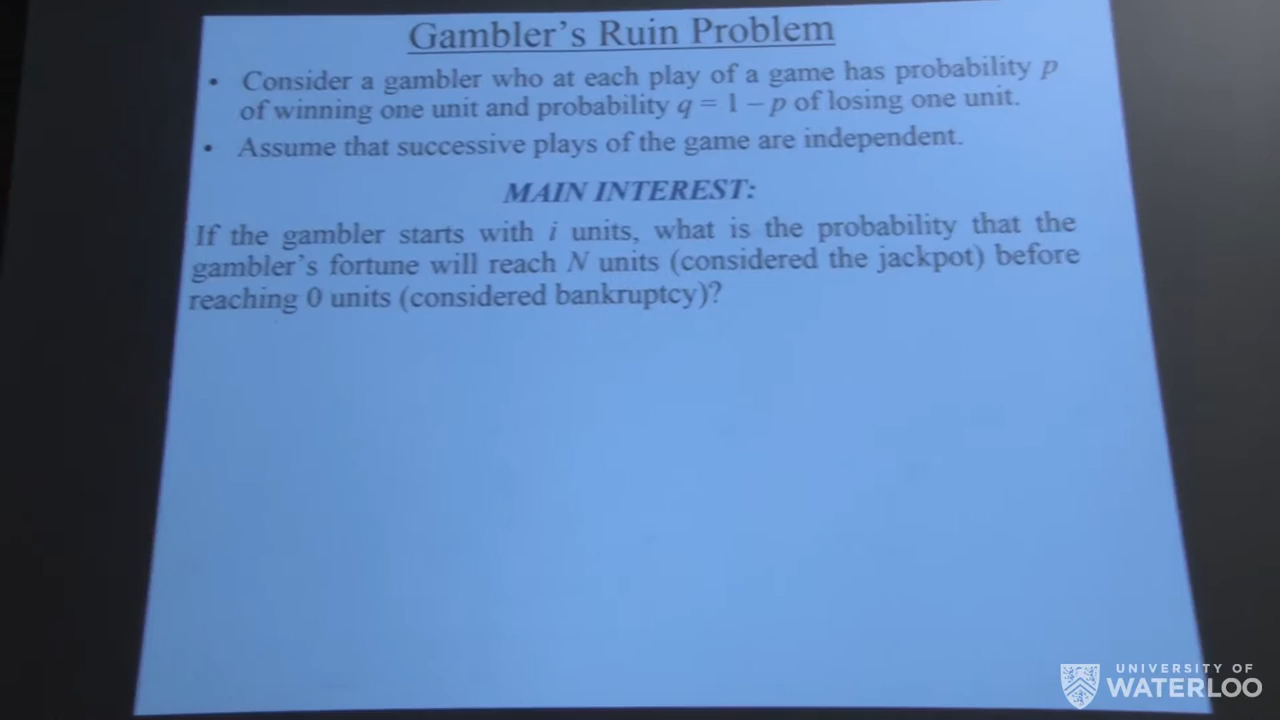 Gambler's Ruin Problem
• Consider a gambler who at each play of a game has probability p
of winning one unit and probability q = 1 – p of losing one unit.
• Assume that successive plays of the game are independent.
MAIN INTEREST:
If the gambler starts with i units, what is the probability that the
gambler's fortune will reach N units (considered the jackpot) before
reaching 0 units (considered bankruptcy)?
UNIVERSITY OF
WATERLOO